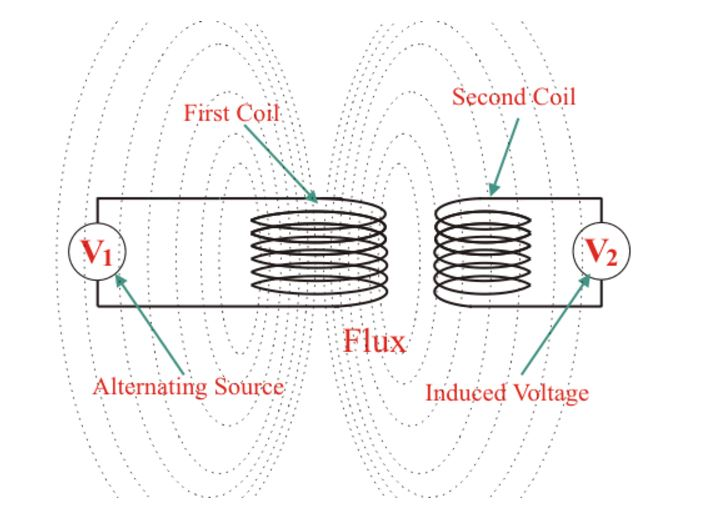 Second Coil
First Coil
V1
V2
Flux
Alternating Source
Induced Voltage